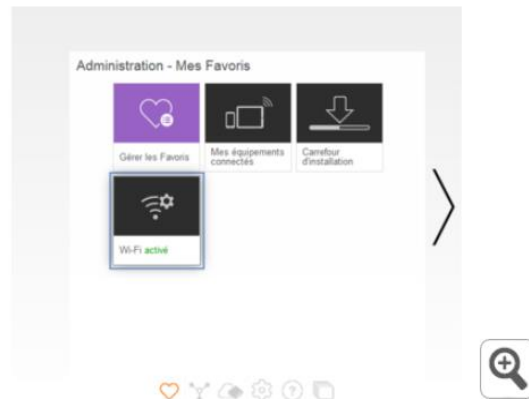 Administration - Mes Favoris
Gérer les Favoris
Mes équipements
connectés
Carrefour
d'installation
Wi-Fi activé